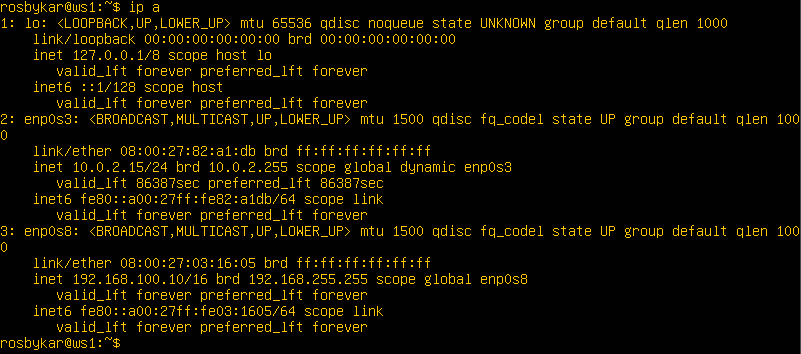 rosbykar@ws1:~$ ip a
1: lo: <LOOPBACK,UP,LOWER_UP> mtu 65536 qdisc noqueue state UNKNOWN group default qlen 1000
    link/loopback 00:00:00:00:00:00 brd 00:00:00:00:00:00
    inet 127.0.0.1/8 scope host lo
       valid_lft forever preferred_lft forever
    inet6 ::1/128 scope host
       valid_lft forever preferred_lft forever
2: enp0s3: <BROADCAST,MULTICAST,UP,LOWER_UP> mtu 1500 qdisc fq_codel state UP group default qlen 100
0
    link/ether 08:00:27:82:a1:db brd ff:ff:ff:ff:ff:ff
    inet 10.0.2.15/24 brd 10.0.2.255 scope global dynamic enp0s3
       valid_lft 86387sec preferred_lft 86387sec
    inet6 fe80::a00:27ff:fe82:a1db/64 scope link
       valid_lft forever preferred_lft forever
3: enp0s8: <BROADCAST,MULTICAST,UP,LOWER_UP> mtu 1500 qdisc fq_codel state UP group default qlen 100
0
    link/ether 08:00:27:03:16:05 brd ff:ff:ff:ff:ff:ff
    inet 192.168.100.10/16 brd 192.168.255.255 scope global enp0s8
       valid_lft forever preferred_lft forever
    inet6 fe80::a00:27ff:fe03:1605/64 scope link
       valid_lft forever preferred_lft forever
rosbykar@ws1:~$